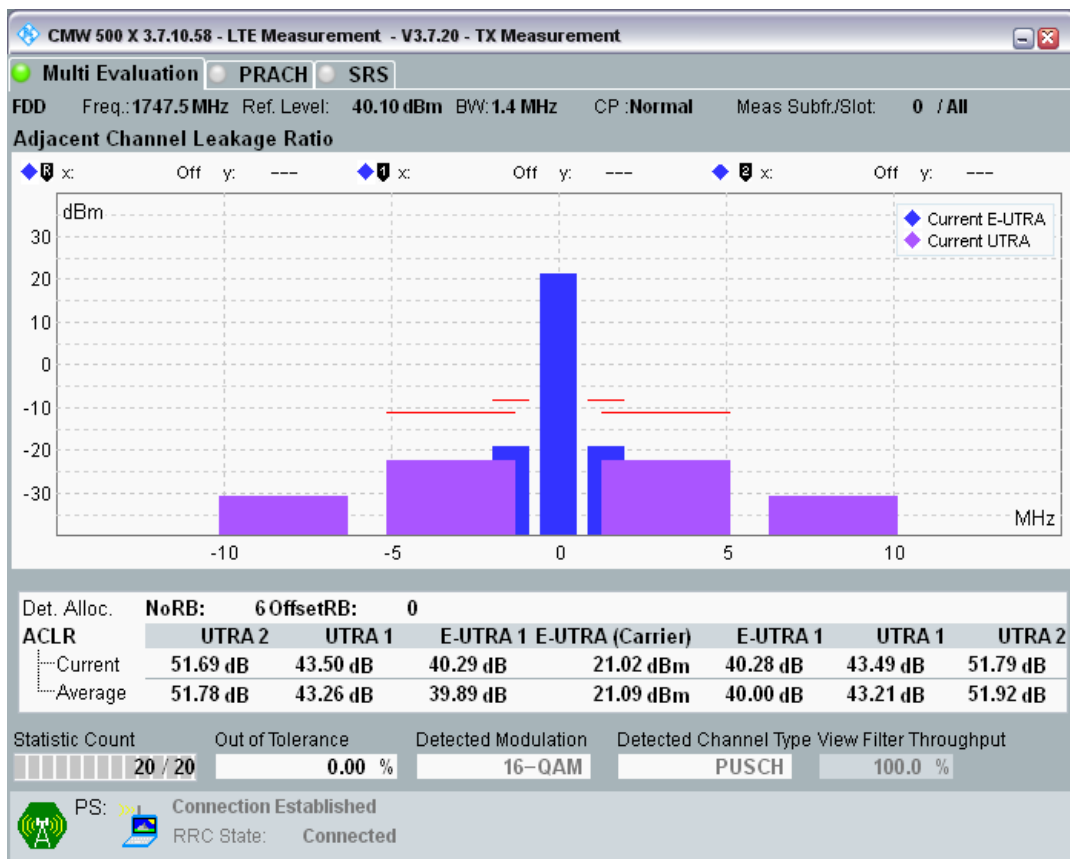 CMW 500 X 3.7.10.58 - LTE Measurement - V3.7.20 - TX Measurement
Multi Evaluation PRACH SRS
FDD Freq.:1747.5 MHz Ref. Level: 40.10 dBm BW:1.4 MHz CP :Normal Meas Subfr./Slot: 0 / All
Adjacent Channel Leakage Ratio
R x: Off y: --- 1 x: Off y: --- 2 x: Off y: ---
dBm
Current E-UTRA
Current UTRA
30
20
10
0
-10
-20
-30
MHz
-10 -5 0 5 10
Det. Alloc. NoRB: 6 OffsetRB: 0
ACLR UTRA 2 UTRA 1 E-UTRA 1 E-UTRA (Carrier) E-UTRA 1 UTRA 1 UTRA 2
Current 51.69 dB 43.50 dB 40.29 dB 21.02 dBm 40.28 dB 43.49 dB 51.79 dB
Average 51.78 dB 43.26 dB 39.89 dB 21.09 dBm 40.00 dB 43.21 dB 51.92 dB
Statistic Count Out of Tolerance Detected Modulation Detected Channel Type View Filter Throughput
20 / 20 0.00 % 16-QAM PUSCH 100.0 %
PS: Connection Established
RRC State: Connected